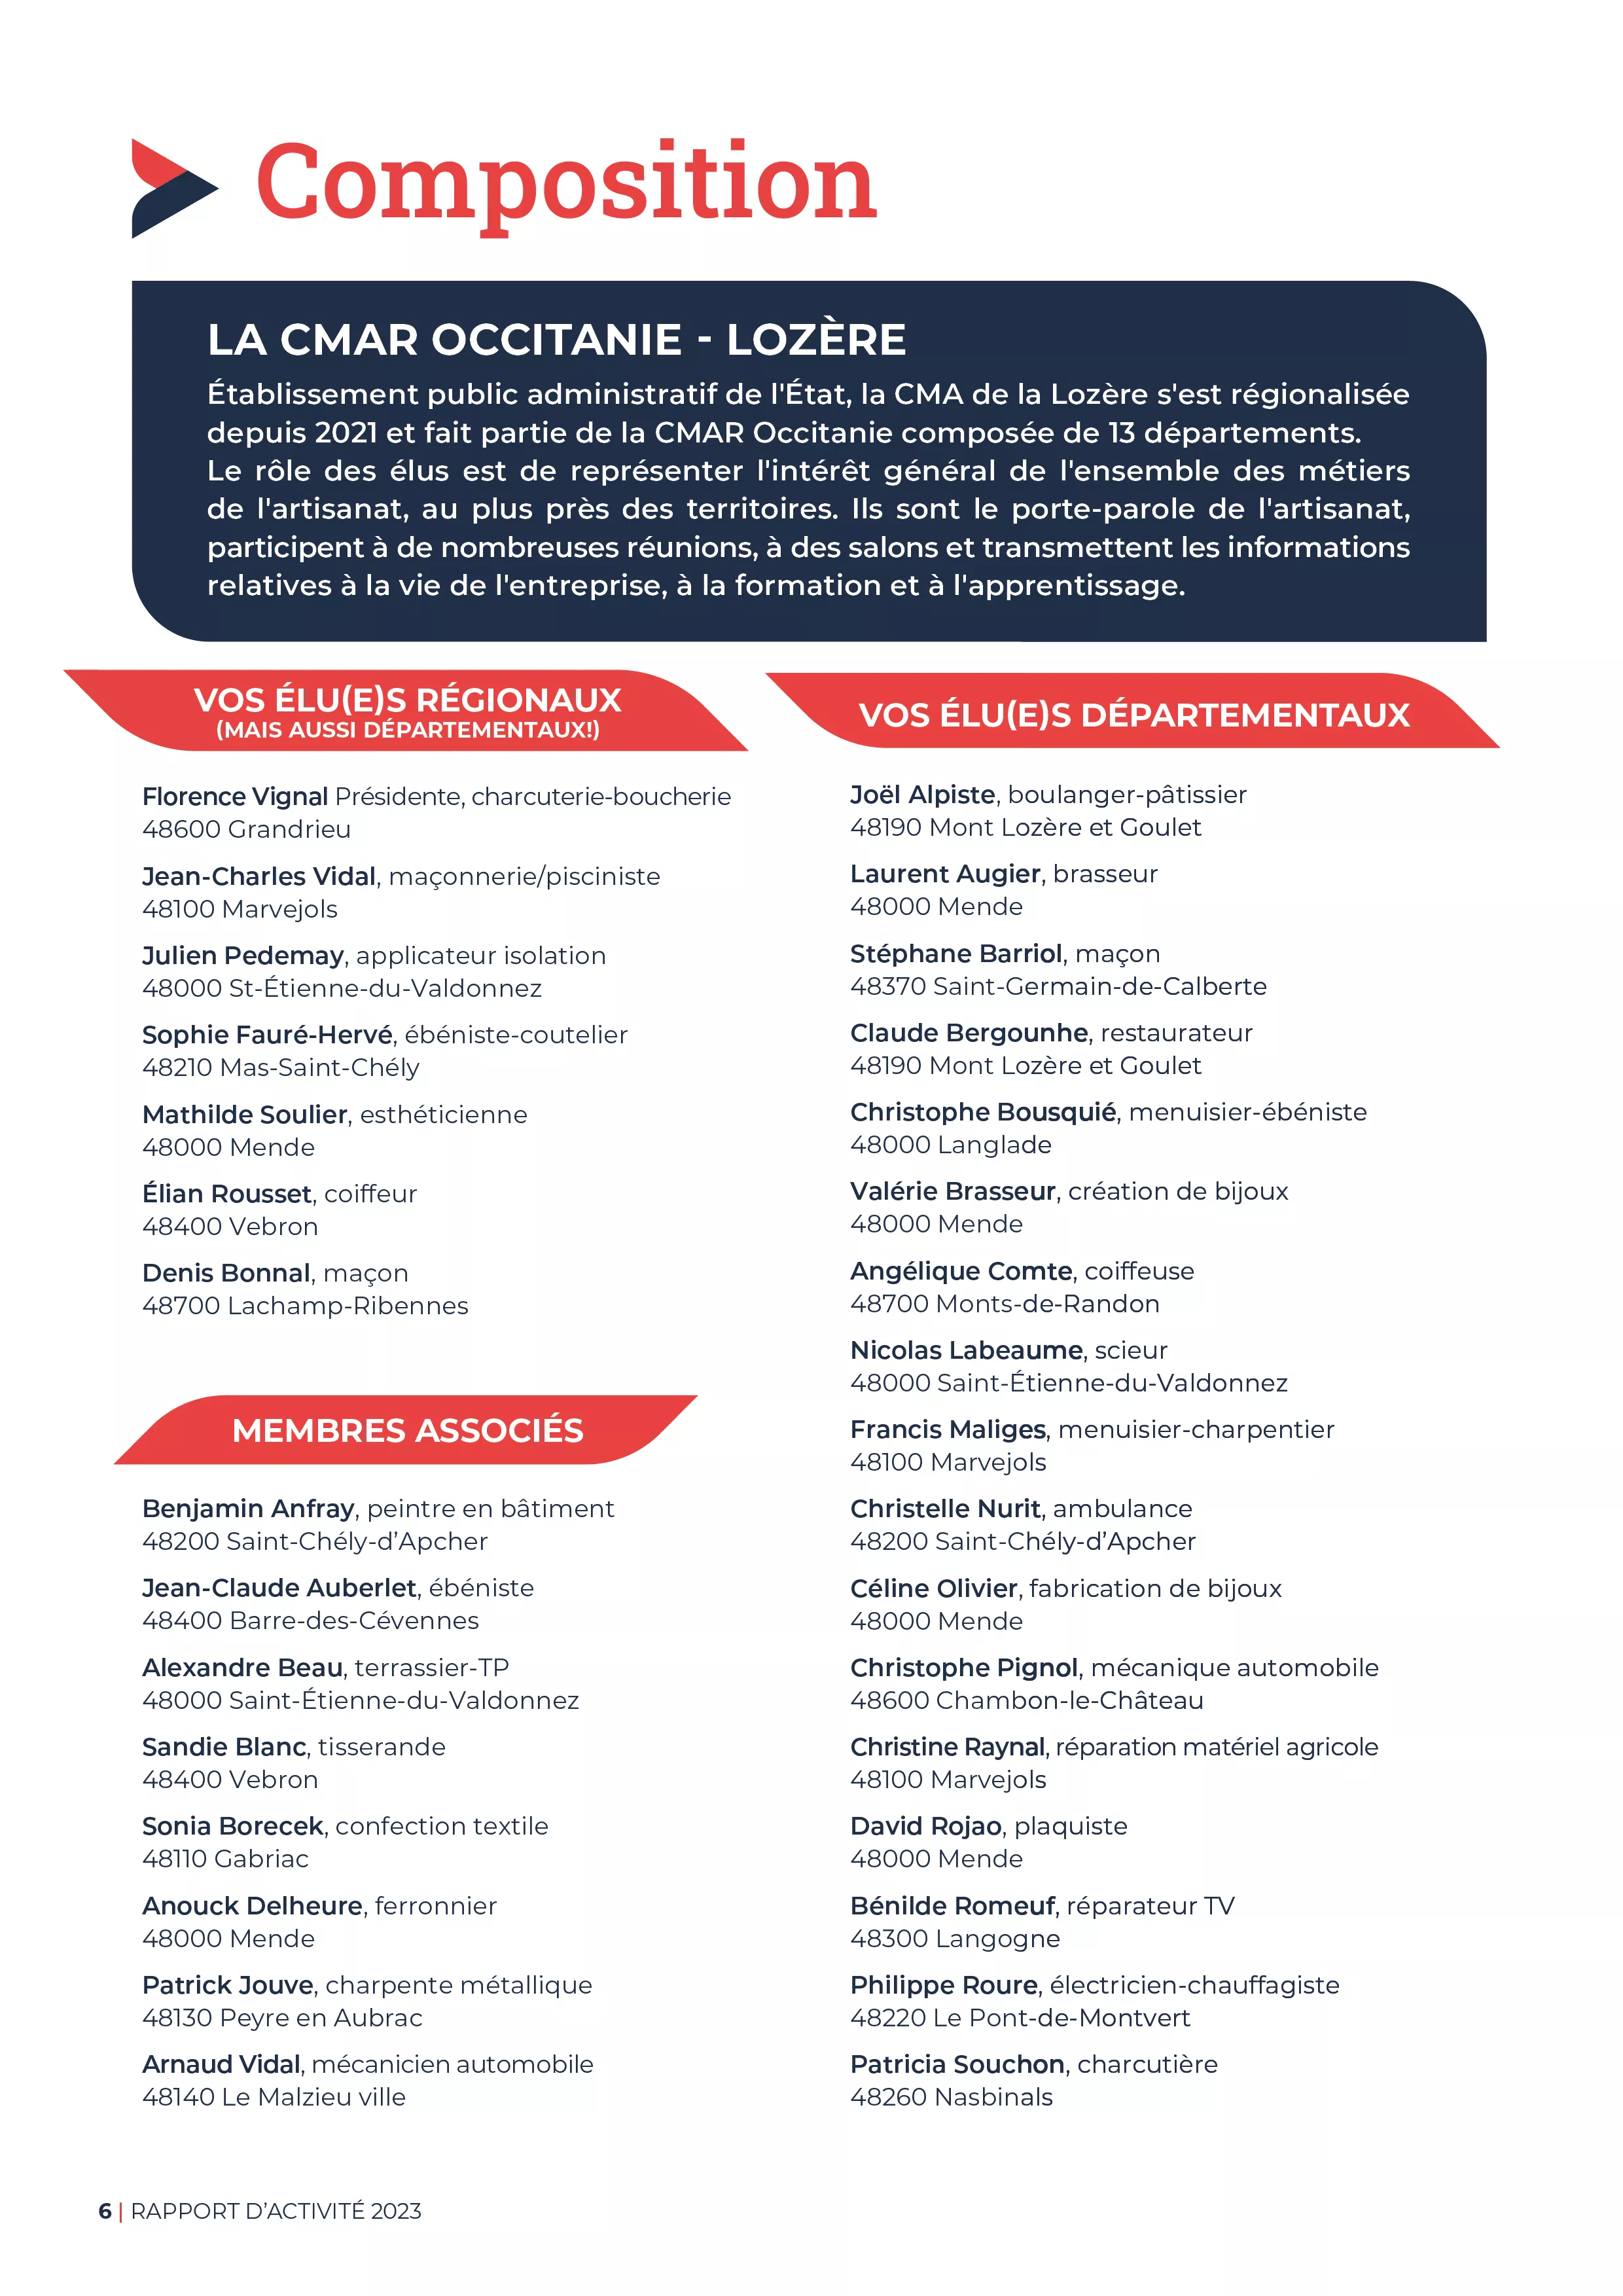 Composition
LA CMAR OCCITANIE - LOZÈRE
Établissement public administratif de l'État, la CMA de la Lozère s'est régionalisée
depuis 2021 et fait partie de la CMAR Occitanie composée de 13 départements.
Le rôle des élus est de représenter l'intérêt général de l'ensemble des métiers
de l'artisanat, au plus près des territoires. Ils sont le porte-parole de l'artisanat,
participent à de nombreuses réunions, à des salons et transmettent les informations
relatives à la vie de l'entreprise, à la formation et à l'apprentissage.
VOS ÉLU(E)S RÉGIONAUX
(MAIS AUSSI DÉPARTEMENTAUX!)
Florence Vignal Présidente, charcuterie-boucherie
48600 Grandrieu
Jean-Charles Vidal, maçonnerie/pisciniste
48100 Marvejols
Julien Pedemay, applicateur isolation
48000 St-Étienne-du-Valdonnez
Sophie Fauré-Hervé, ébéniste-coutelier
48210 Mas-Saint-Chély
Mathilde Soulier, esthéticienne
48000 Mende
Élian Rousset, coiffeur
48400 Vebron
Denis Bonnal, maçon
48700 Lachamp-Ribennes
MEMBRES ASSOCIÉS
Benjamin Anfray, peintre en bâtiment
48200 Saint-Chély-d’Apcher
Jean-Claude Auberlet, ébéniste
48400 Barre-des-Cévennes
Alexandre Beau, terrassier-TP
48000 Saint-Étienne-du-Valdonnez
Sandie Blanc, tisserande
48400 Vebron
Sonia Borecek, confection textile
48110 Gabriac
Anouck Delheure, ferronnier
48000 Mende
Patrick Jouve, charpente métallique
48130 Peyre en Aubrac
Arnaud Vidal, mécanicien automobile
48140 Le Malzieu ville
VOS ÉLU(E)S DÉPARTEMENTAUX
Joël Alpiste, boulanger-pâtissier
48190 Mont Lozère et Goulet
Laurent Augier, brasseur
48000 Mende
Stéphane Barriol, maçon
48370 Saint-Germain-de-Calberte
Claude Bergounhe, restaurateur
48190 Mont Lozère et Goulet
Christophe Bousquié, menuisier-ébéniste
48000 Langlade
Valérie Brasseur, création de bijoux
48000 Mende
Angélique Comte, coiffeuse
48700 Monts-de-Randon
Nicolas Labeaume, scieur
48000 Saint-Étienne-du-Valdonnez
Francis Maliges, menuisier-charpentier
48100 Marvejols
Christelle Nurit, ambulance
48200 Saint-Chély-d’Apcher
Céline Olivier, fabrication de bijoux
48000 Mende
Christophe Pignol, mécanique automobile
48600 Chambon-le-Château
Christine Raynal, réparation matériel agricole
48100 Marvejols
David Rojao, plaquiste
48000 Mende
Bénilde Romeuf, réparateur TV
48300 Langogne
Philippe Roure, électricien-chauffagiste
48220 Le Pont-de-Montvert
Patricia Souchon, charcutière
48260 Nasbinals
6 | RAPPORT D’ACTIVITÉ 2023